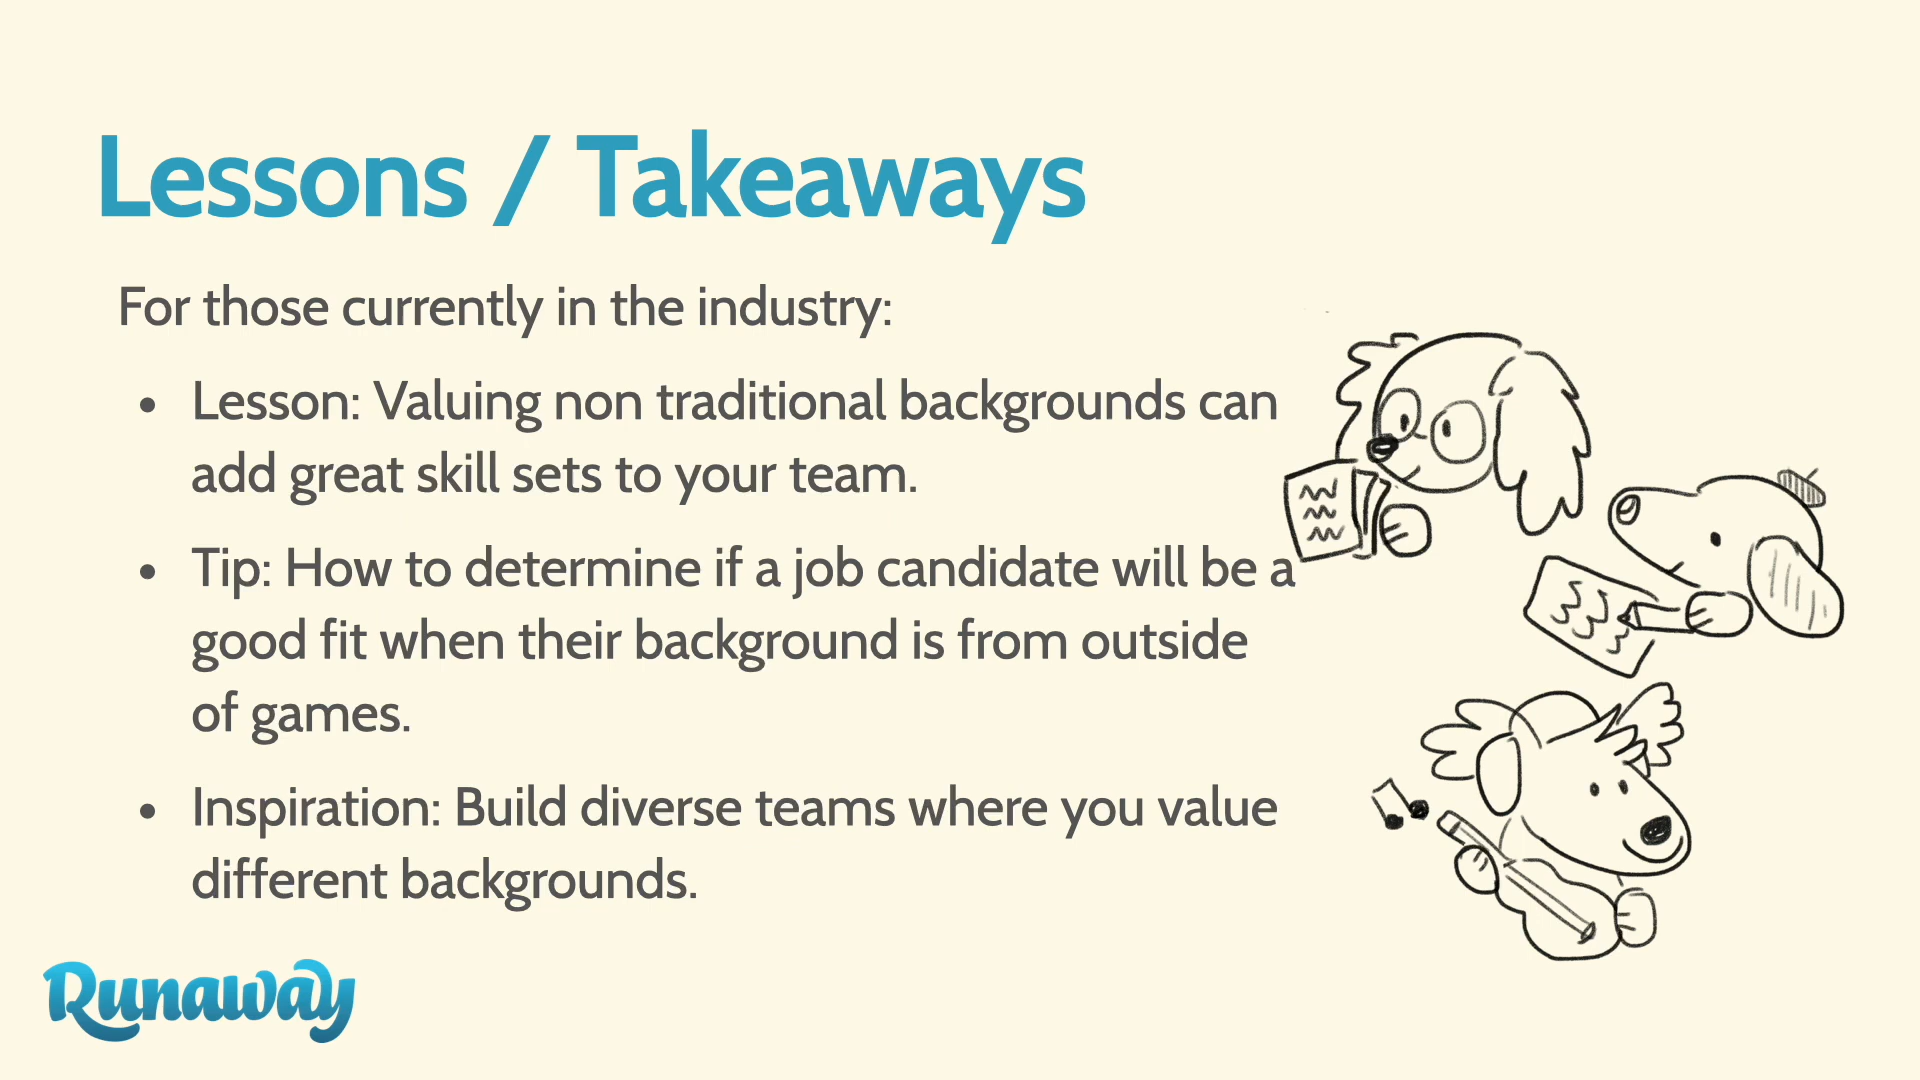 Lessons / Takeaways
For those currently in the industry:
• Lesson: Valuing non traditional backgrounds can
add great skill sets to your team.
• Tip: How to determine if a job candidate will be a
good fit when their background is from outside
of games.
• Inspiration: Build diverse teams where you value
different backgrounds.
Runaway